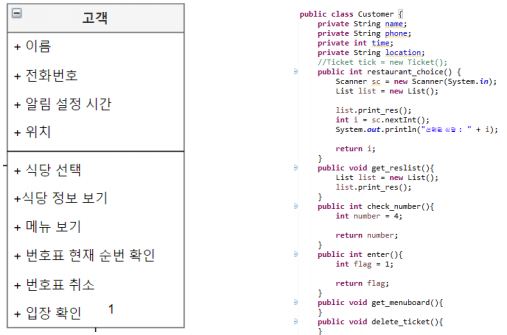 고객
+ 이름
+ 전화번호
+ 알림 설정 시간
+ 위치
+ 식당 선택
+식당 정보 보기
+ 메뉴 보기
+ 번호표 현재 순번 확인
+ 번호표 취소
+ 입장 확인
1
public class Customer {
private String name;
private String phone;
private int time;
private String location;
//Ticket tick = new Ticket();
public int restaurant_choice() {
Scanner sc = new Scanner(System.in);
List list = new List();
list.print_res();
int i = sc.nextInt();
System.out.println("선택된 식당 : " + i);
return i;
}
public void get_reslist(){
List list = new List();
list.print_res();
}
public int check_number(){
int number = 4;
return number;
}
public int enter(){
int flag = 1;
return flag;
}
public void get_menuboard(){
}
public void delete_ticket(){
}